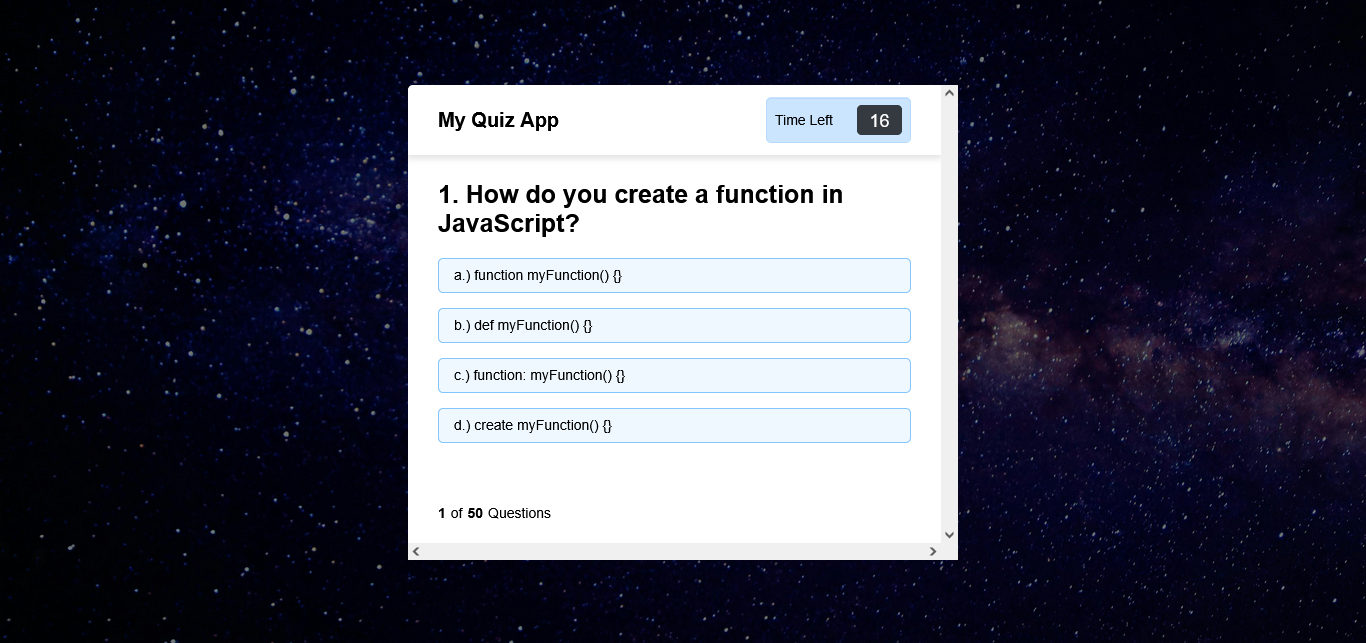 My Quiz App
Time Left 16
1. How do you create a function in
JavaScript?
a.) function myFunction() {}
b.) def myFunction() {}
c.) function: myFunction() {}
d.) create myFunction() {}
1 of 50 Questions